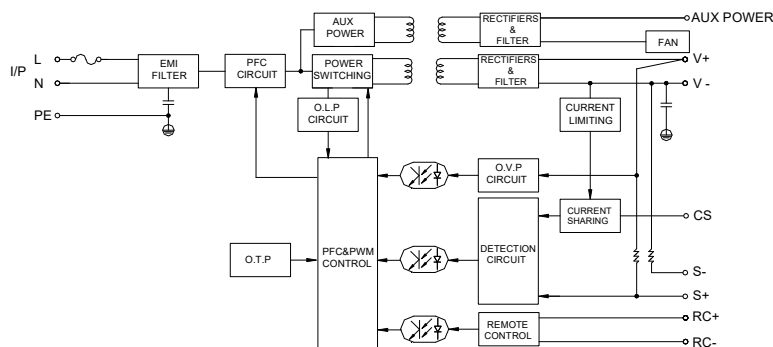 AUX POWER
RECTIFIERS & FILTER
AUX POWER
FAN
I/P
L
N
PE
EMI FILTER
PFC CIRCUIT
POWER SWITCHING
RECTIFIERS & FILTER
V+
V -
O.L.P CIRCUIT
CURRENT LIMITING
O.V.P CIRCUIT
CURRENT SHARING
CS
O.T.P
PFC&PWM CONTROL
DETECTION CIRCUIT
S-
S+
REMOTE CONTROL
RC+
RC-